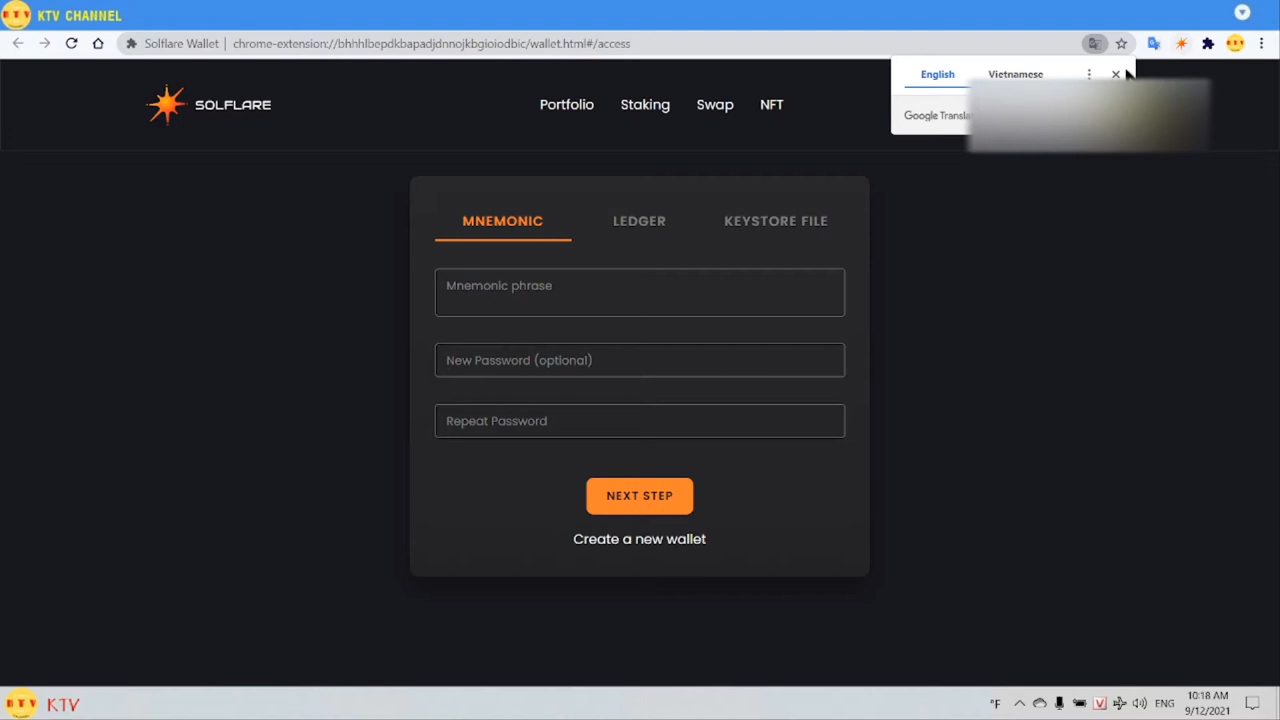 KTV CHANNEL
Solflare Wallet | chrome-extension://bhhhlbepdkbapadjdnnojkbgioiodbic/wallet.html#/access
English Vietnamese
SOLFLARE Portfolio Staking Swap NFT
Google
MNEMONIC LEDGER KEYSTORE FILE
Mnemonic phrase
New Password (optional)
Repeat Password
NEXT STEP
Create a new wallet
KTV KTV
°F V ENG 10:18 AM
9/12/2021